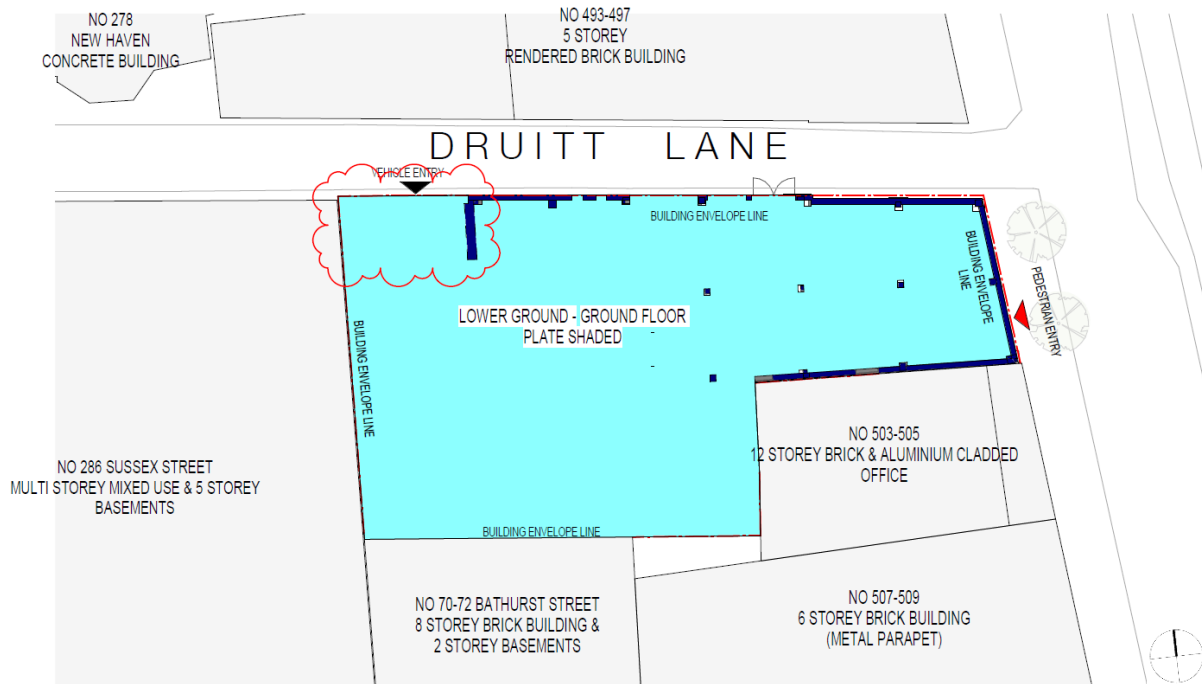 NO 278
NEW HAVEN
CONCRETE BUILDING
NO 493-497
5 STOREY
RENDERED BRICK BUILDING
DRUITT LANE
VEHICLE ENTRY
BUILDING ENVELOPE LINE
BUILDING ENVELOPE
LINE
PEDESTRIAN ENTRY
LOWER GROUND - GROUND FLOOR
PLATE SHADED
BUILDING ENVELOPE LINE
NO 503-505
12 STOREY BRICK & ALUMINIUM CLADDED
OFFICE
NO 286 SUSSEX STREET
MULTI STOREY MIXED USE & 5 STOREY
BASEMENTS
BUILDING ENVELOPE LINE
NO 70-72 BATHURST STREET
8 STOREY BRICK BUILDING &
2 STOREY BASEMENTS
NO 507-509
6 STOREY BRICK BUILDING
(METAL PARAPET)